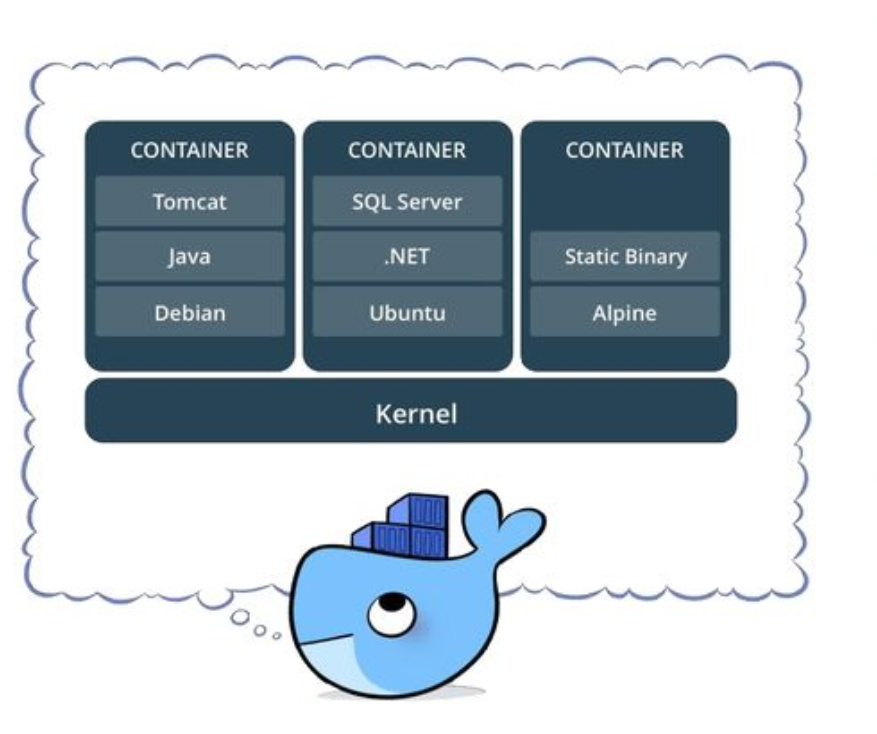 CONTAINER
Tomcat
Java
Debian
CONTAINER
SQL Server
.NET
Ubuntu
CONTAINER
Static Binary
Alpine
Kernel